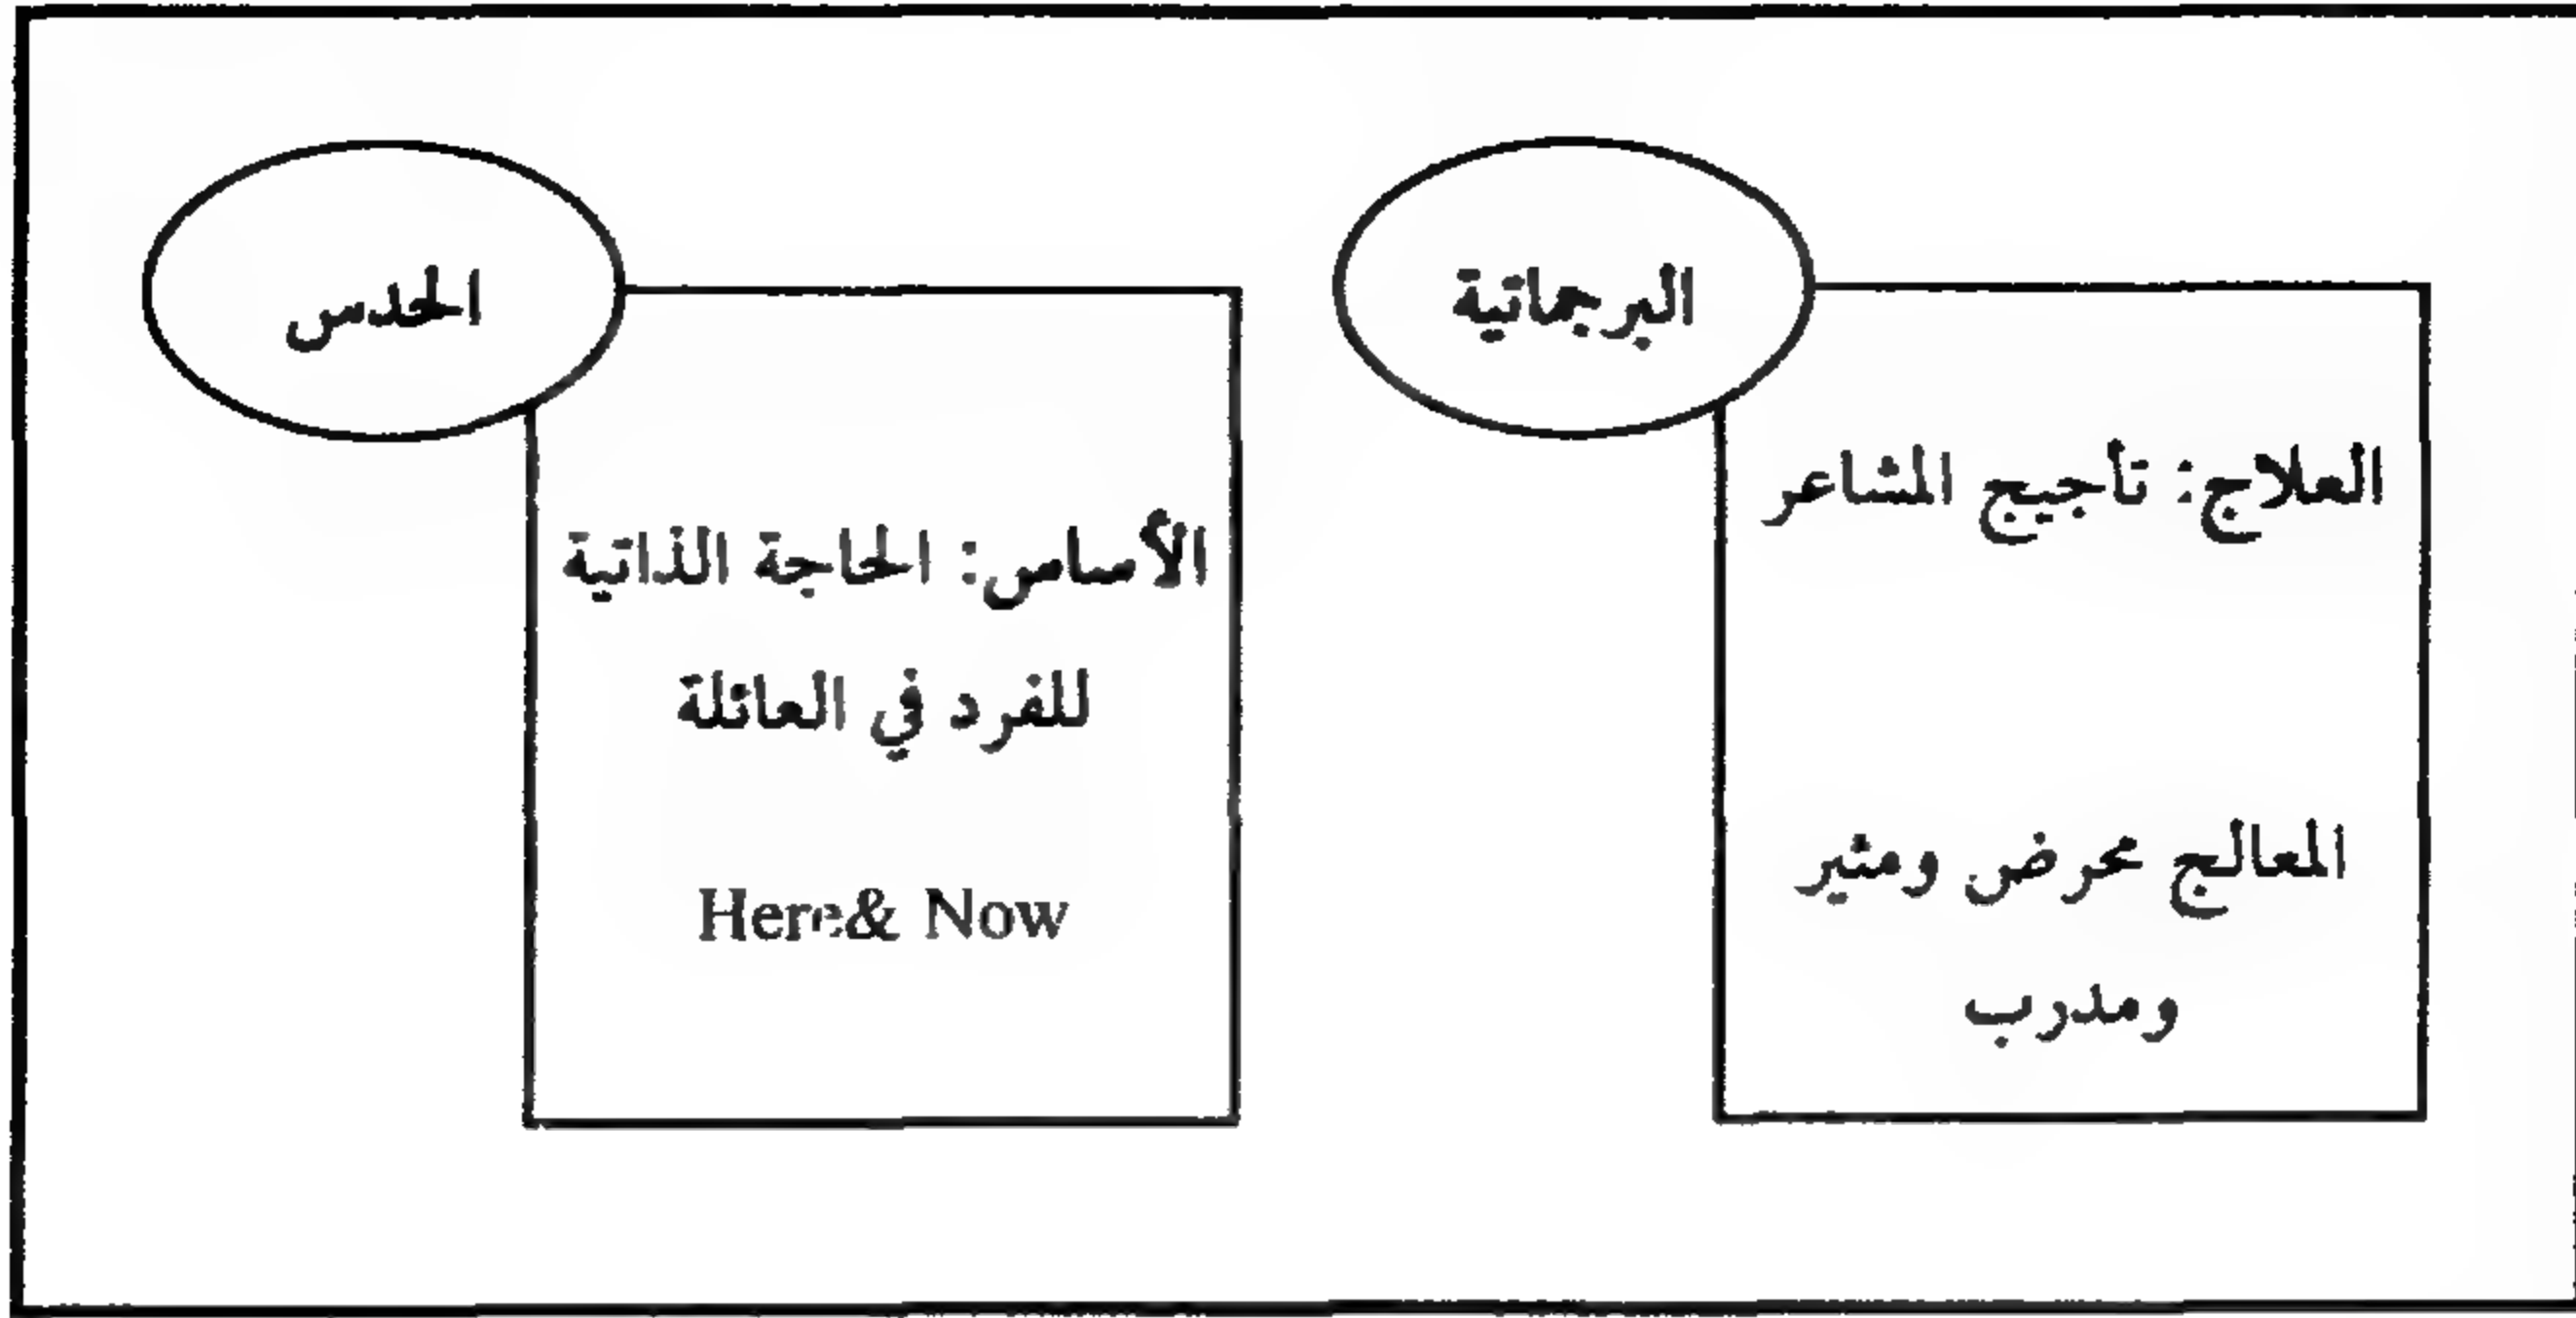 البرجماتية
العلاج: تأجيج المشاعر
المعالج محرض ومثير
ومدرب
الحدس
الأساس: الحاجة الذاتية
للفرد في العائلة
Here& Now